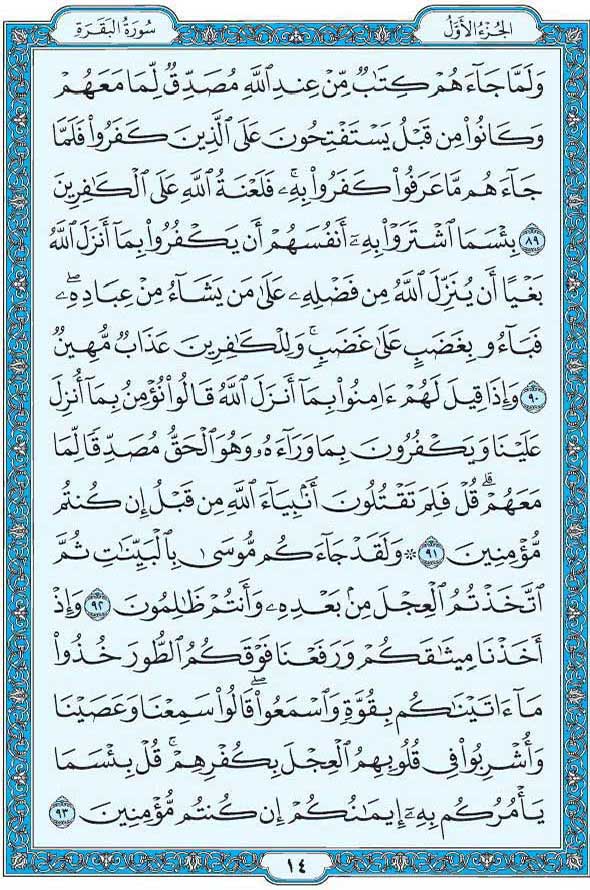 الجُزْءُ الأَوَّلُ
سُورَةُ البَقَرَةِ
وَلَمَّا جَآءَهُمْ كِتَٰبٌ مِّنْ عِندِ ٱللَّهِ مُصَدِّقٌ لِّمَا مَعَهُمْ
وَكَانُوا۟ مِن قَبْلُ يَسْتَفْتِحُونَ عَلَى ٱلَّذِينَ كَفَرُوا۟ فَلَمَّا
جَآءَهُم مَّا عَرَفُوا۟ كَفَرُوا۟ بِهِۦ ۚ فَلَعْنَةُ ٱللَّهِ عَلَى ٱلْكَٰفِرِينَ
٨٩ بِئْسَمَا ٱشْتَرَوْا۟ بِهِۦٓ أَنفُسَهُمْ أَن يَكْفُرُوا۟ بِمَآ أَنزَلَ ٱللَّهُ
بَغْيًا أَن يُنَزِّلَ ٱللَّهُ مِن فَضْلِهِۦ عَلَىٰ مَن يَشَآءُ مِنْ عِبَادِهِۦ ۖ
فَبَآءُو بِغَضَبٍ عَلَىٰ غَضَبٍ ۚ وَلِلْكَٰفِرِينَ عَذَابٌ مُّهِينٌ
٩٠ وَإِذَا قِيلَ لَهُمْ ءَامِنُوا۟ بِمَآ أَنزَلَ ٱللَّهُ قَالُوا۟ نُؤْمِنُ بِمَآ أُنزِلَ
عَلَيْنَا وَيَكْفُرُونَ بِمَا وَرَآءَهُۥ وَهُوَ ٱلْحَقُّ مُصَدِّقًا لِّمَا
مَعَهُمْ ۗ قُلْ فَلِمَ تَقْتُلُونَ أَنۢبِيَآءَ ٱللَّهِ مِن قَبْلُ إِن كُنتُم
مُّؤْمِنِينَ ٩١ ۞ وَلَقَدْ جَآءَكُم مُّوسَىٰ بِٱلْبَيِّنَٰتِ ثُمَّ
ٱتَّخَذْتُمُ ٱلْعِجْلَ مِنۢ بَعْدِهِۦ وَأَنتُمْ ظَٰلِمُونَ ٩٢ وَإِذْ
أَخَذْنَا مِيثَٰقَكُمْ وَرَفَعْنَا فَوْقَكُمُ ٱلطُّورَ خُذُوا۟
مَآ ءَاتَيْنَٰكُم بِقُوَّةٍ وَٱسْمَعُوا۟ ۖ قَالُوا۟ سَمِعْنَا وَعَصَيْنَا
وَأُشْرِبُوا۟ فِى قُلُوبِهِمُ ٱلْعِجْلَ بِكُفْرِهِمْ ۚ قُلْ بِئْسَمَا
يَأْمُرُكُم بِهِۦٓ إِيمَٰنُكُمْ إِن كُنتُم مُّؤْمِنِينَ ٩٣
١٤